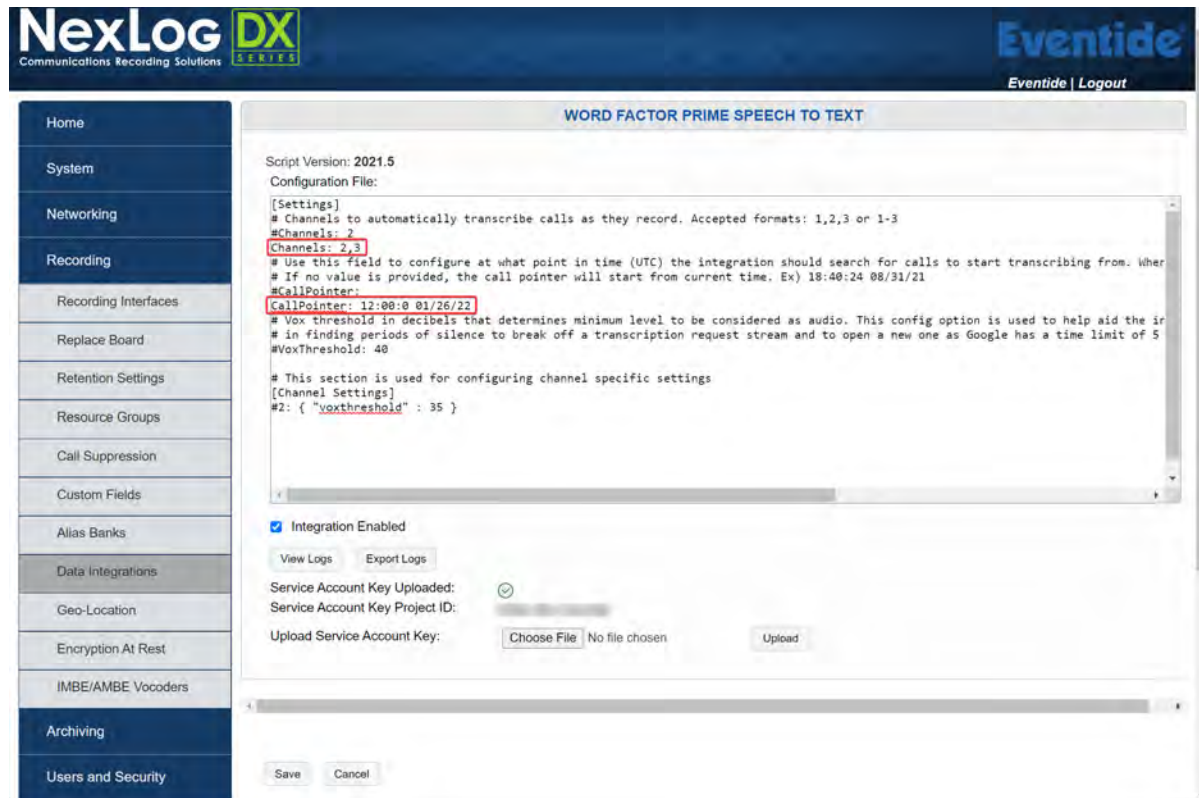 NexLog DX
Communications Recording Solutions SERIES
Eventide
Eventide | Logout
Home
System
Networking
Recording
Recording Interfaces
Replace Board
Retention Settings
Resource Groups
Call Suppression
Custom Fields
Alias Banks
Data Integrations
Geo-Location
Encryption At Rest
IMBE/AMBE Vocoders
Archiving
Users and Security
WORD FACTOR PRIME SPEECH TO TEXT
Script Version: 2021.5
Configuration File:
[Settings]
# Channels to automatically transcribe calls as they record. Accepted formats: 1,2,3 or 1-3
#Channels: 2
Channels: 2,3
# Use this field to configure at what point in time (UTC) the integration should search for calls to start transcribing from. Wher
# If no value is provided, the call pointer will start from current time. Ex) 18:40:24 08/31/21
#CallPointer:
CallPointer: 12:00:0 01/26/22
# Vox threshold in decibels that determines minimum level to be considered as audio. This config option is used to help aid the ir
# in finding periods of silence to break off a transcription request stream and to open a new one as Google has a time limit of 5
#VoxThreshold: 40
# This section is used for configuring channel specific settings
[Channel Settings]
#2: { "voxthreshold" : 35 }
Integration Enabled
View Logs Export Logs
Service Account Key Uploaded:
Service Account Key Project ID:
Upload Service Account Key: Choose File No file chosen Upload
Save Cancel